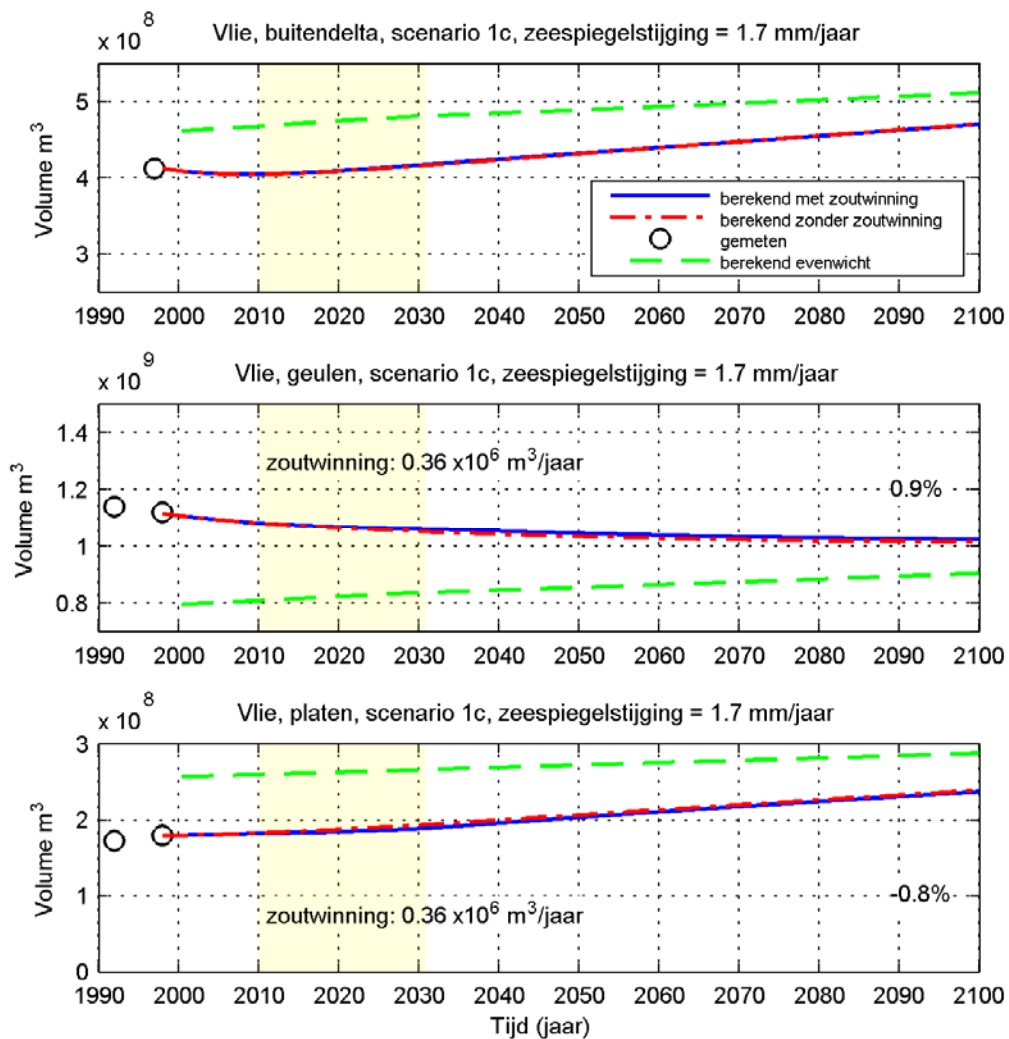 x 10^8
Vlie, buitendelta, scenario 1c, zeespiegelstijging = 1.7 mm/jaar
Volume m^3
5
4
3
berekend met zoutwinning
berekend zonder zoutwinning
gemeten
berekend evenwicht
1990 2000 2010 2020 2030 2040 2050 2060 2070 2080 2090 2100
x 10^9
Vlie, geulen, scenario 1c, zeespiegelstijging = 1.7 mm/jaar
Volume m^3
1.4
1.2
1
0.8
zoutwinning: 0.36 x10^6 m^3/jaar
0.9%
1990 2000 2010 2020 2030 2040 2050 2060 2070 2080 2090 2100
x 10^8
Vlie, platen, scenario 1c, zeespiegelstijging = 1.7 mm/jaar
Volume m^3
3
2
1
0
-0.8%
zoutwinning: 0.36 x10^6 m^3/jaar
1990 2000 2010 2020 2030 2040 2050 2060 2070 2080 2090 2100
Tijd (jaar)